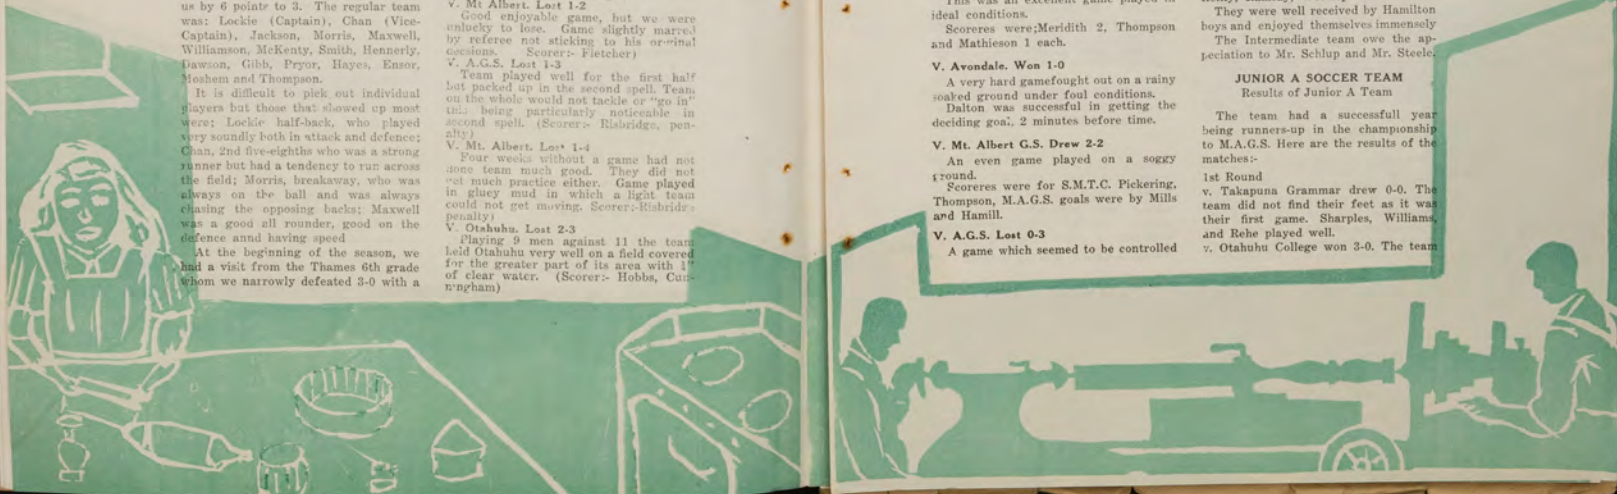 us by 6 points to 3. The regular team
was: Lockie (Captain), Chan (Vice-
Captain), Jackson, Morris, Maxwell,
Williamson, McKenty, Smith, Hennerly,
Dawson, Gibb, Pryor, Hayes, Ensor,
Moshem and Thompson.
It is difficult to pick out individual
players but those that showed up most
were; Lockie half-back, who played
very soundly both in attack and defence;
Chan, 2nd five-eighths who was a strong
runner but had a tendency to run across
the field; Morris, breakaway, who was
always on the ball and was always
chasing the opposing backs; Maxwell
was a good all rounder, good on the
defence annd having speed
At the beginning of the season, we
had a visit from the Thames 6th grade
whom we narrowly defeated 3-0 with a
V. Mt Albert. Lost 1-2
Good enjoyable game, but we were
unlucky to lose. Game slightly marred
by referee not sticking to his original
decsions. Scorer:- Fletcher)
V. A.G.S. Lost 1-3
Team played well for the first half
but packed up in the second spell. Team
on the whole would not tackle or "go in"
this being particularly noticeable in
second spell. (Scorer:- Risbridge, pen-
alty)
V. Mt. Albert. Lost 1-4
Four weeks without a game had not
done team much good. They did not
get much practice either. Game played
in gluey mud in which a light team
could not get moving. Scorer:-Risbridge
penalty)
V. Otahuhu. Lost 2-3
Playing 9 men against 11 the team
held Otahuhu very well on a field covered
for the greater part of its area with
of clear water. (Scorer:- Hobbs, Cun-
ningham)
This was an excellent game played in
ideal conditions.
Scoreres were;Meridith 2, Thompson
and Mathieson 1 each.
V. Avondale. Won 1-0
A very hard gamefought out on a rainy
soaked ground under foul conditions.
Dalton was successful in getting the
deciding goal, 2 minutes before time.
V. Mt. Albert G.S. Drew 2-2
An even game played on a soggy
ground.
Scoreres were for S.M.T.C. Pickering,
Thompson, M.A.G.S. goals were by Mills
and Hamill.
V. A.G.S. Lost 0-3
A game which seemed to be controlled
They were well received by Hamilton
boys and enjoyed themselves immensely
The Intermediate team owe the ap-
peciation to Mr. Schlup and Mr. Steele.
JUNIOR A SOCCER TEAM
Results of Junior A Team
The team had a successfull year
being runners-up in the championship
to M.A.G.S. Here are the results of the
matches:-
1st Round
v. Takapuna Grammar drew 0-0. The
team did not find their feet as it was
their first game. Sharples, Williams,
and Rehe played well.
v. Otahuhu College won 3-0. The team